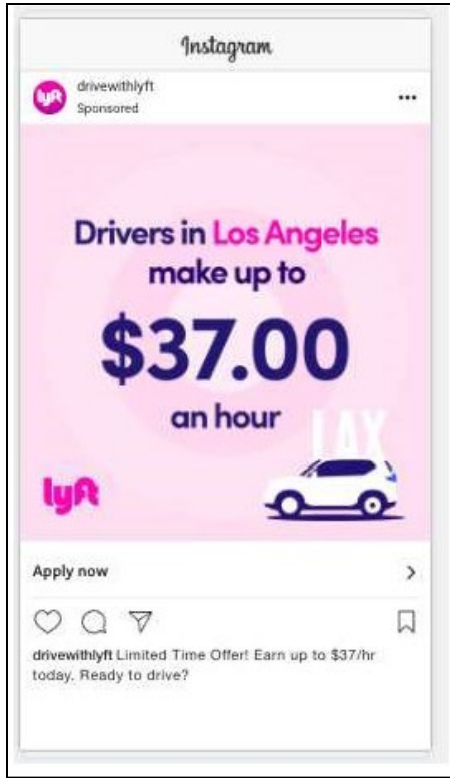 Instagram
lyft
drivewithlyft
Sponsored
Drivers in Los Angeles
make up to
$37.00
an hour
LAX
lyft
Apply now
drivewithlyft Limited Time Offer! Earn up to $37/hr
today. Ready to drive?